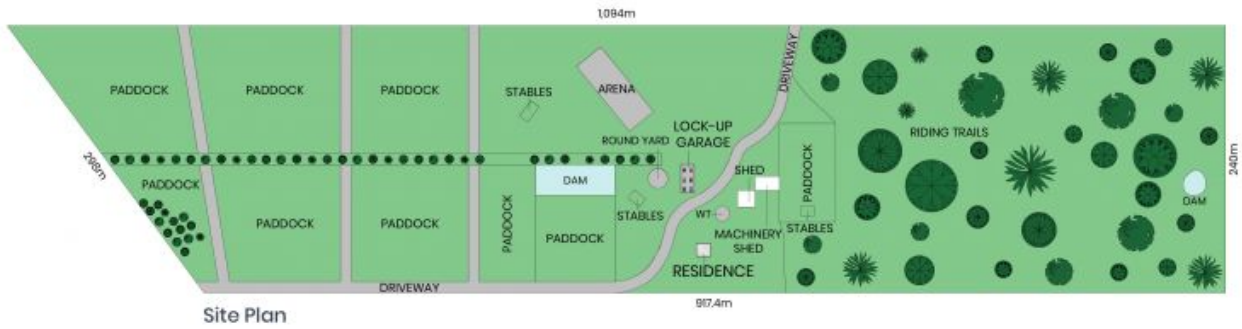 1,094m
DRIVEWAY
PADDOCK
PADDOCK
PADDOCK
STABLES
ARENA
LOCK-UP
GARAGE
ROUND YARD
RIDING TRAILS
298m
240m
PADDOCK
DAM
SHED
PADDOCK
DAM
PADDOCK
PADDOCK
PADDOCK
PADDOCK
STABLES
WT
MACHINERY
SHED
STABLES
RESIDENCE
DRIVEWAY
917.4m
Site Plan